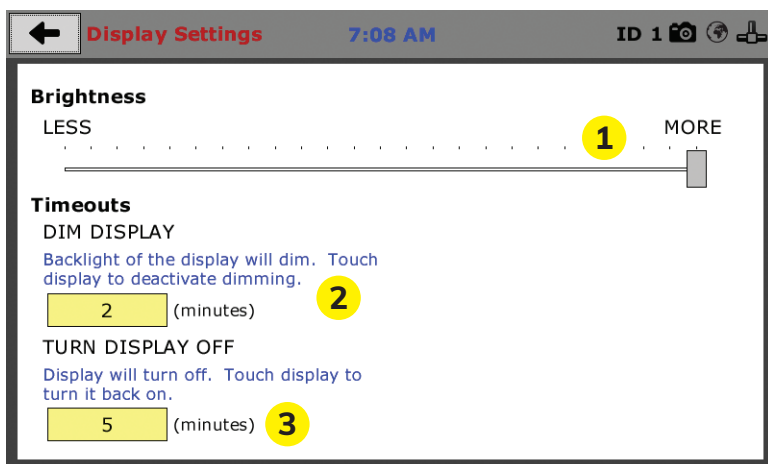 Display Settings 7:08 AM ID 1
Brightness
LESS MORE
1
Timeouts
DIM DISPLAY
Backlight of the display will dim. Touch
display to deactivate dimming.
2
2 (minutes)
TURN DISPLAY OFF
Display will turn off. Touch display to
turn it back on.
5 (minutes) 3